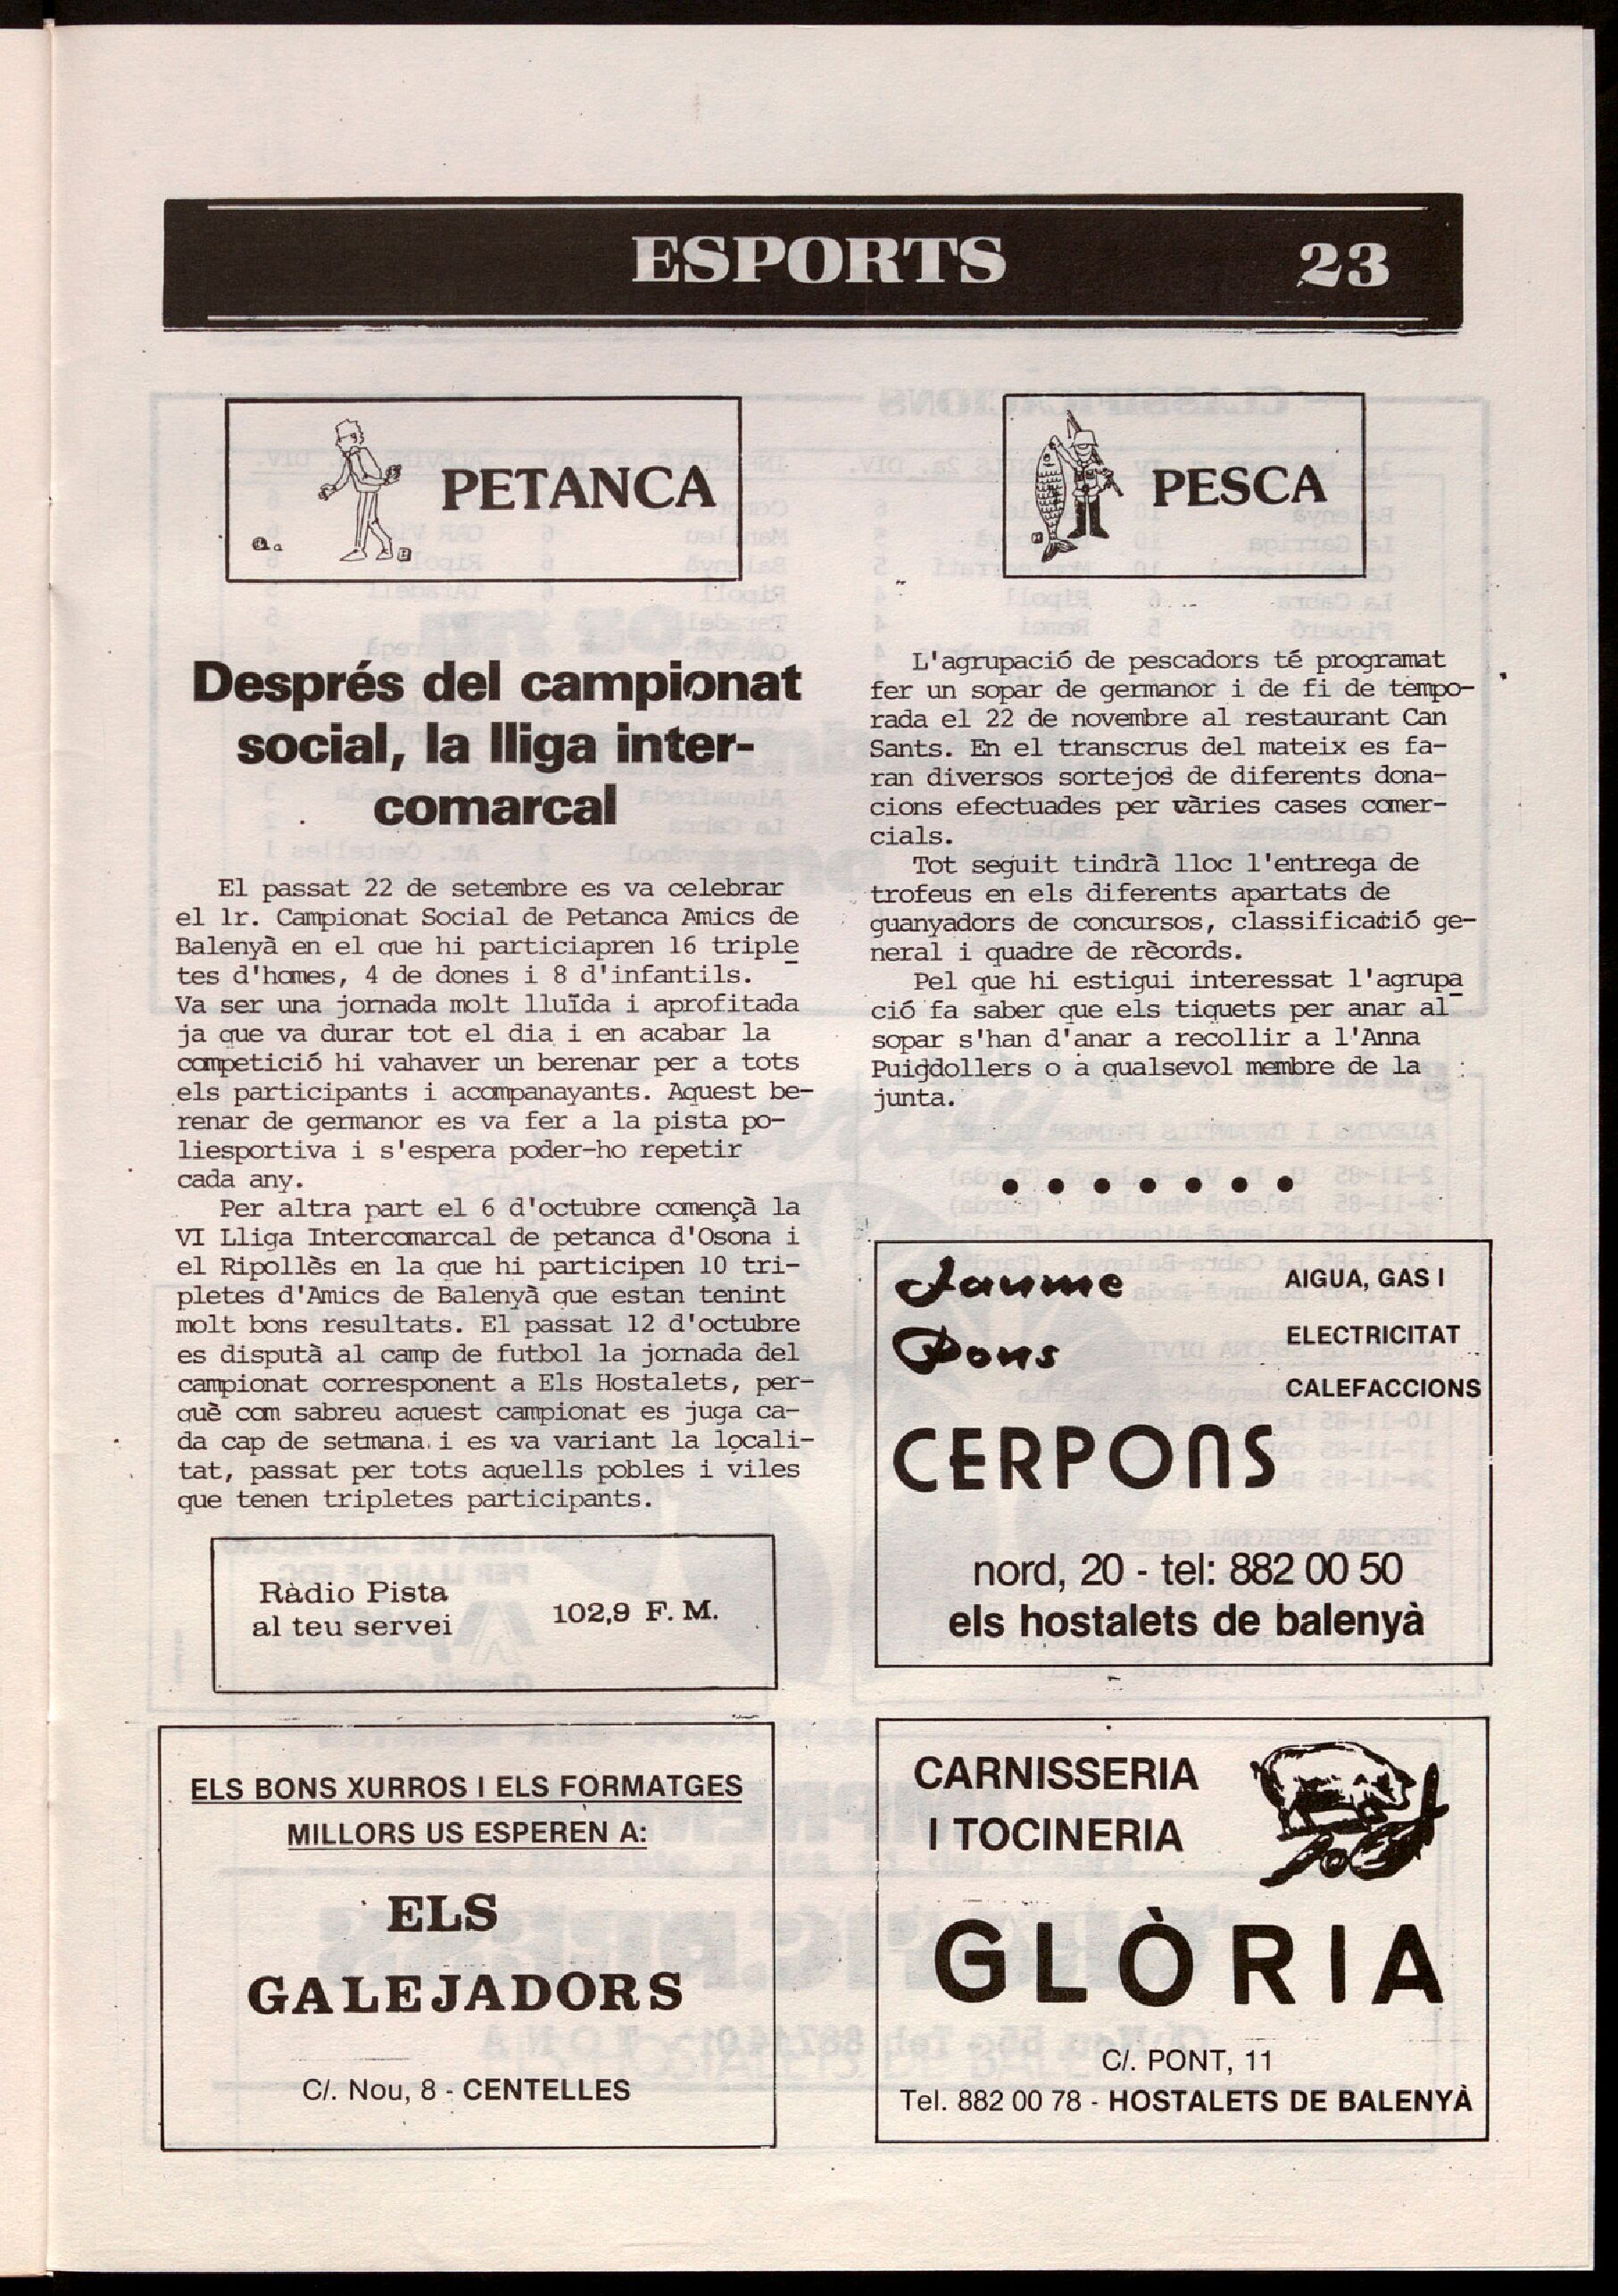 ESPORTS 23
PETANCA
Després del campionat
social, la lliga inter-
comarcal
El passat 22 de setembre es va celebrar
el 1r. Campionat Social de Petanca Amics de
Balenyà en el que hi particiapren 16 triple
tes d'homes, 4 de dones i 8 d'infantils.
Va ser una jornada molt lluïda i aprofitada
ja que va durar tot el dia i en acabar la
competició hi vahaver un berenar per a tots
els participants i acompanayants. Aquest be-
renar de germanor es va fer a la pista po-
liesportiva i s'espera poder-ho repetir
cada any.
Per altra part el 6 d'octubre començà la
VI Lliga Intercomarcal de petanca d'Osona i
el Ripollès en la que hi participen 10 tri-
pletes d'Amics de Balenyà que estan tenint
molt bons resultats. El passat 12 d'octubre
es disputà al camp de futbol la jornada del
campionat corresponent a Els Hostalets, per-
què com sabreu aquest campionat es juga ca-
da cap de setmana i es va variant la locali-
tat, passat per tots aquells pobles i viles
que tenen tripletes participants.
Ràdio Pista
al teu servei
102,9 F. M.
ELS BONS XURROS I ELS FORMATGES
MILLORS US ESPEREN A:
ELS
GALEJADORS
C/. Nou, 8 - CENTELLES
PESCA
L'agrupació de pescadors té programat
fer un sopar de germanor i de fi de tempo-
rada el 22 de novembre al restaurant Can
Sants. En el transcrus del mateix es fa-
ran diversos sortejos de diferents dona-
cions efectuades per vàries cases comer-
cials.
Tot seguit tindrà lloc l'entrega de
trofeus en els diferents apartats de
guanyadors de concursos, classificació ge-
neral i quadre de rècords.
Pel que hi estigui interessat l'agrupa
ció fa saber que els tiquets per anar al
sopar s'han d'anar a recollir a l'Anna
Puigdollers o a qualsevol membre de la
junta.
Jaume
Pons
AIGUA, GAS I
ELECTRICITAT
CALEFACCIONS
CERPONS
nord, 20 - tel: 882 00 50
els hostalets de balenyà
CARNISSERIA
I TOCINERIA
GLÒRIA
C/. PONT, 11
Tel. 882 00 78 - HOSTALETS DE BALENYÀ